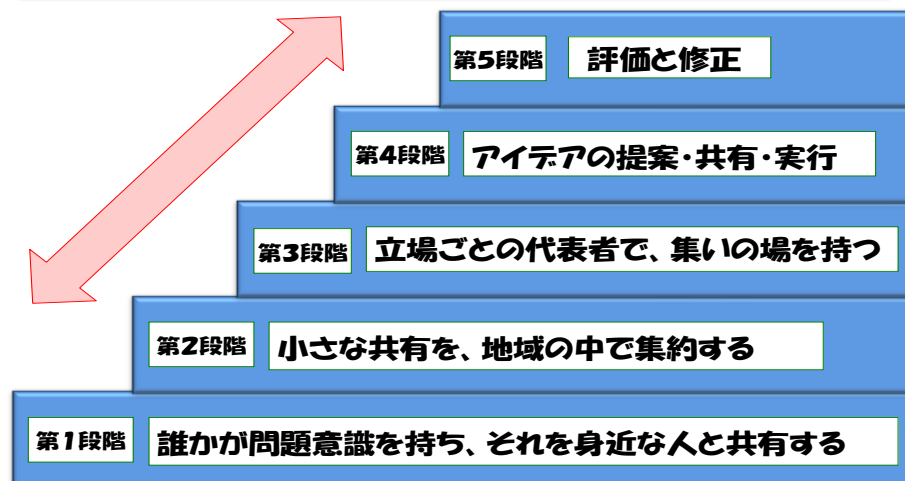 第5段階 評価と修正
第4段階 アイデアの提案・共有・実行
第3段階 立場ごとの代表者で、集いの場を持つ
第2段階 小さな共有を、地域の中で集約する
第1段階 誰かが問題意識を持ち、それを身近な人と共有する